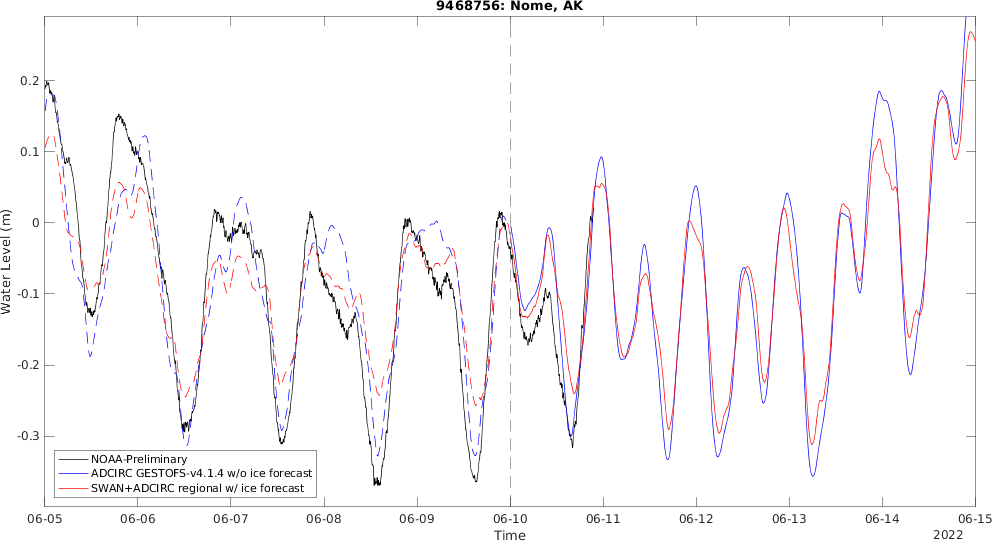 9468756: Nome, AK
Water Level (m)
0.2
0.1
0
-0.1
-0.2
-0.3
NOAA-Preliminary
ADCIRC GESTOFS-v4.1.4 w/o ice forecast
SWAN+ADCIRC regional w/ ice forecast
06-05 06-06 06-07 06-08 06-09 06-10 06-11 06-12 06-13 06-14 06-15
Time
2022